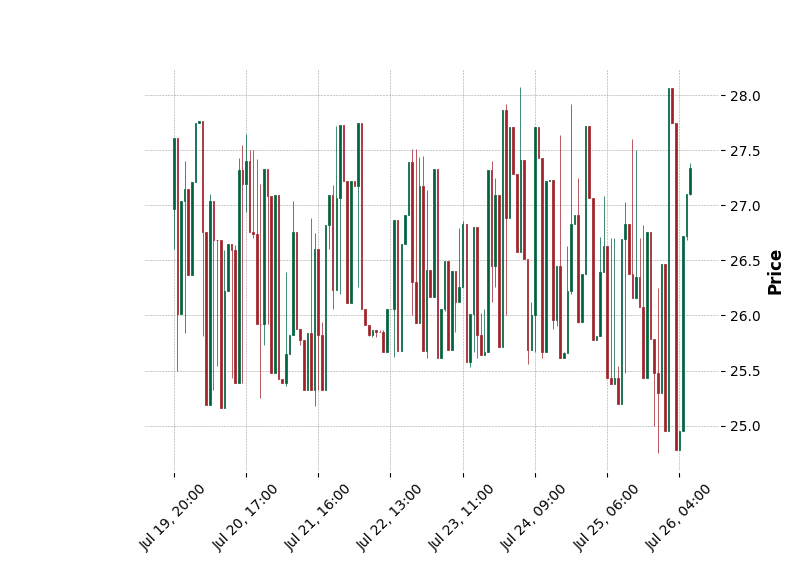 28.0
27.5
27.0
26.5
26.0
25.5
25.0
Price
Jul 19, 20:00
Jul 20, 17:00
Jul 21, 16:00
Jul 22, 13:00
Jul 23, 11:00
Jul 24, 09:00
Jul 25, 06:00
Jul 26, 04:00